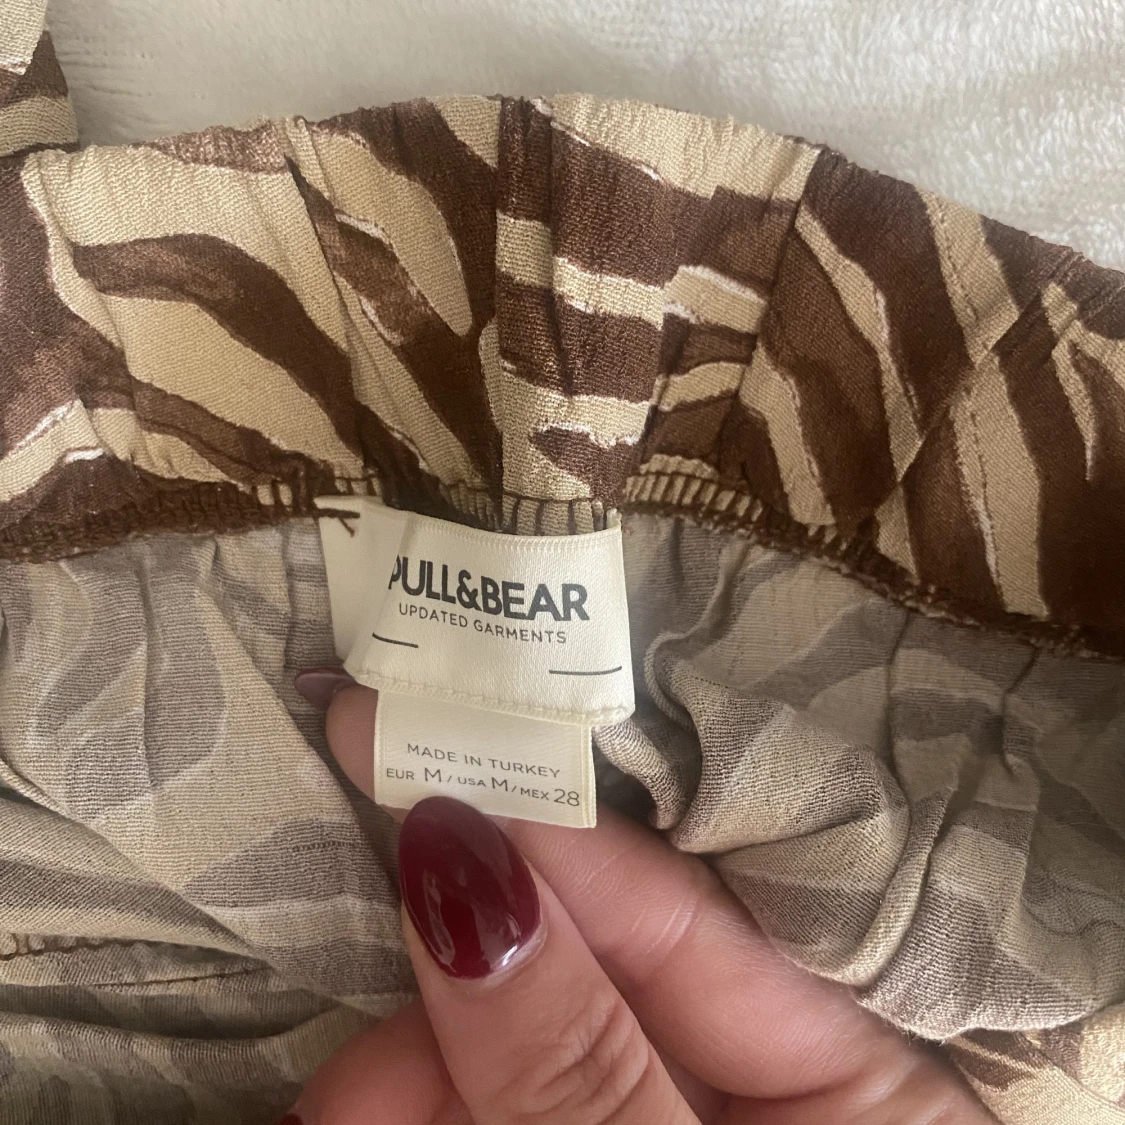 PULL&BEAR
UPDATED GARMENTS
MADE IN TURKEY
EUR M / USA M / MEX 28